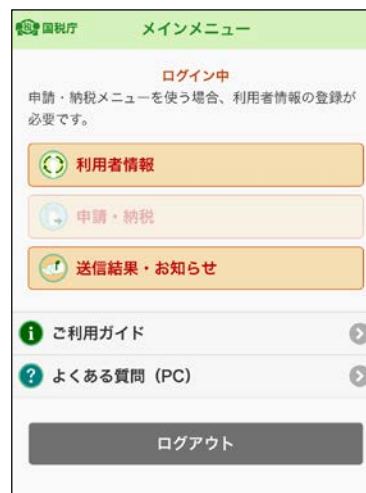 国税庁 メインメニュー
ログイン中
申請・納税メニューを使う場合、利用者情報の登録が
必要です。
利用者情報
申請・納税
送信結果・お知らせ
ご利用ガイド
よくある質問（PC）
ログアウト